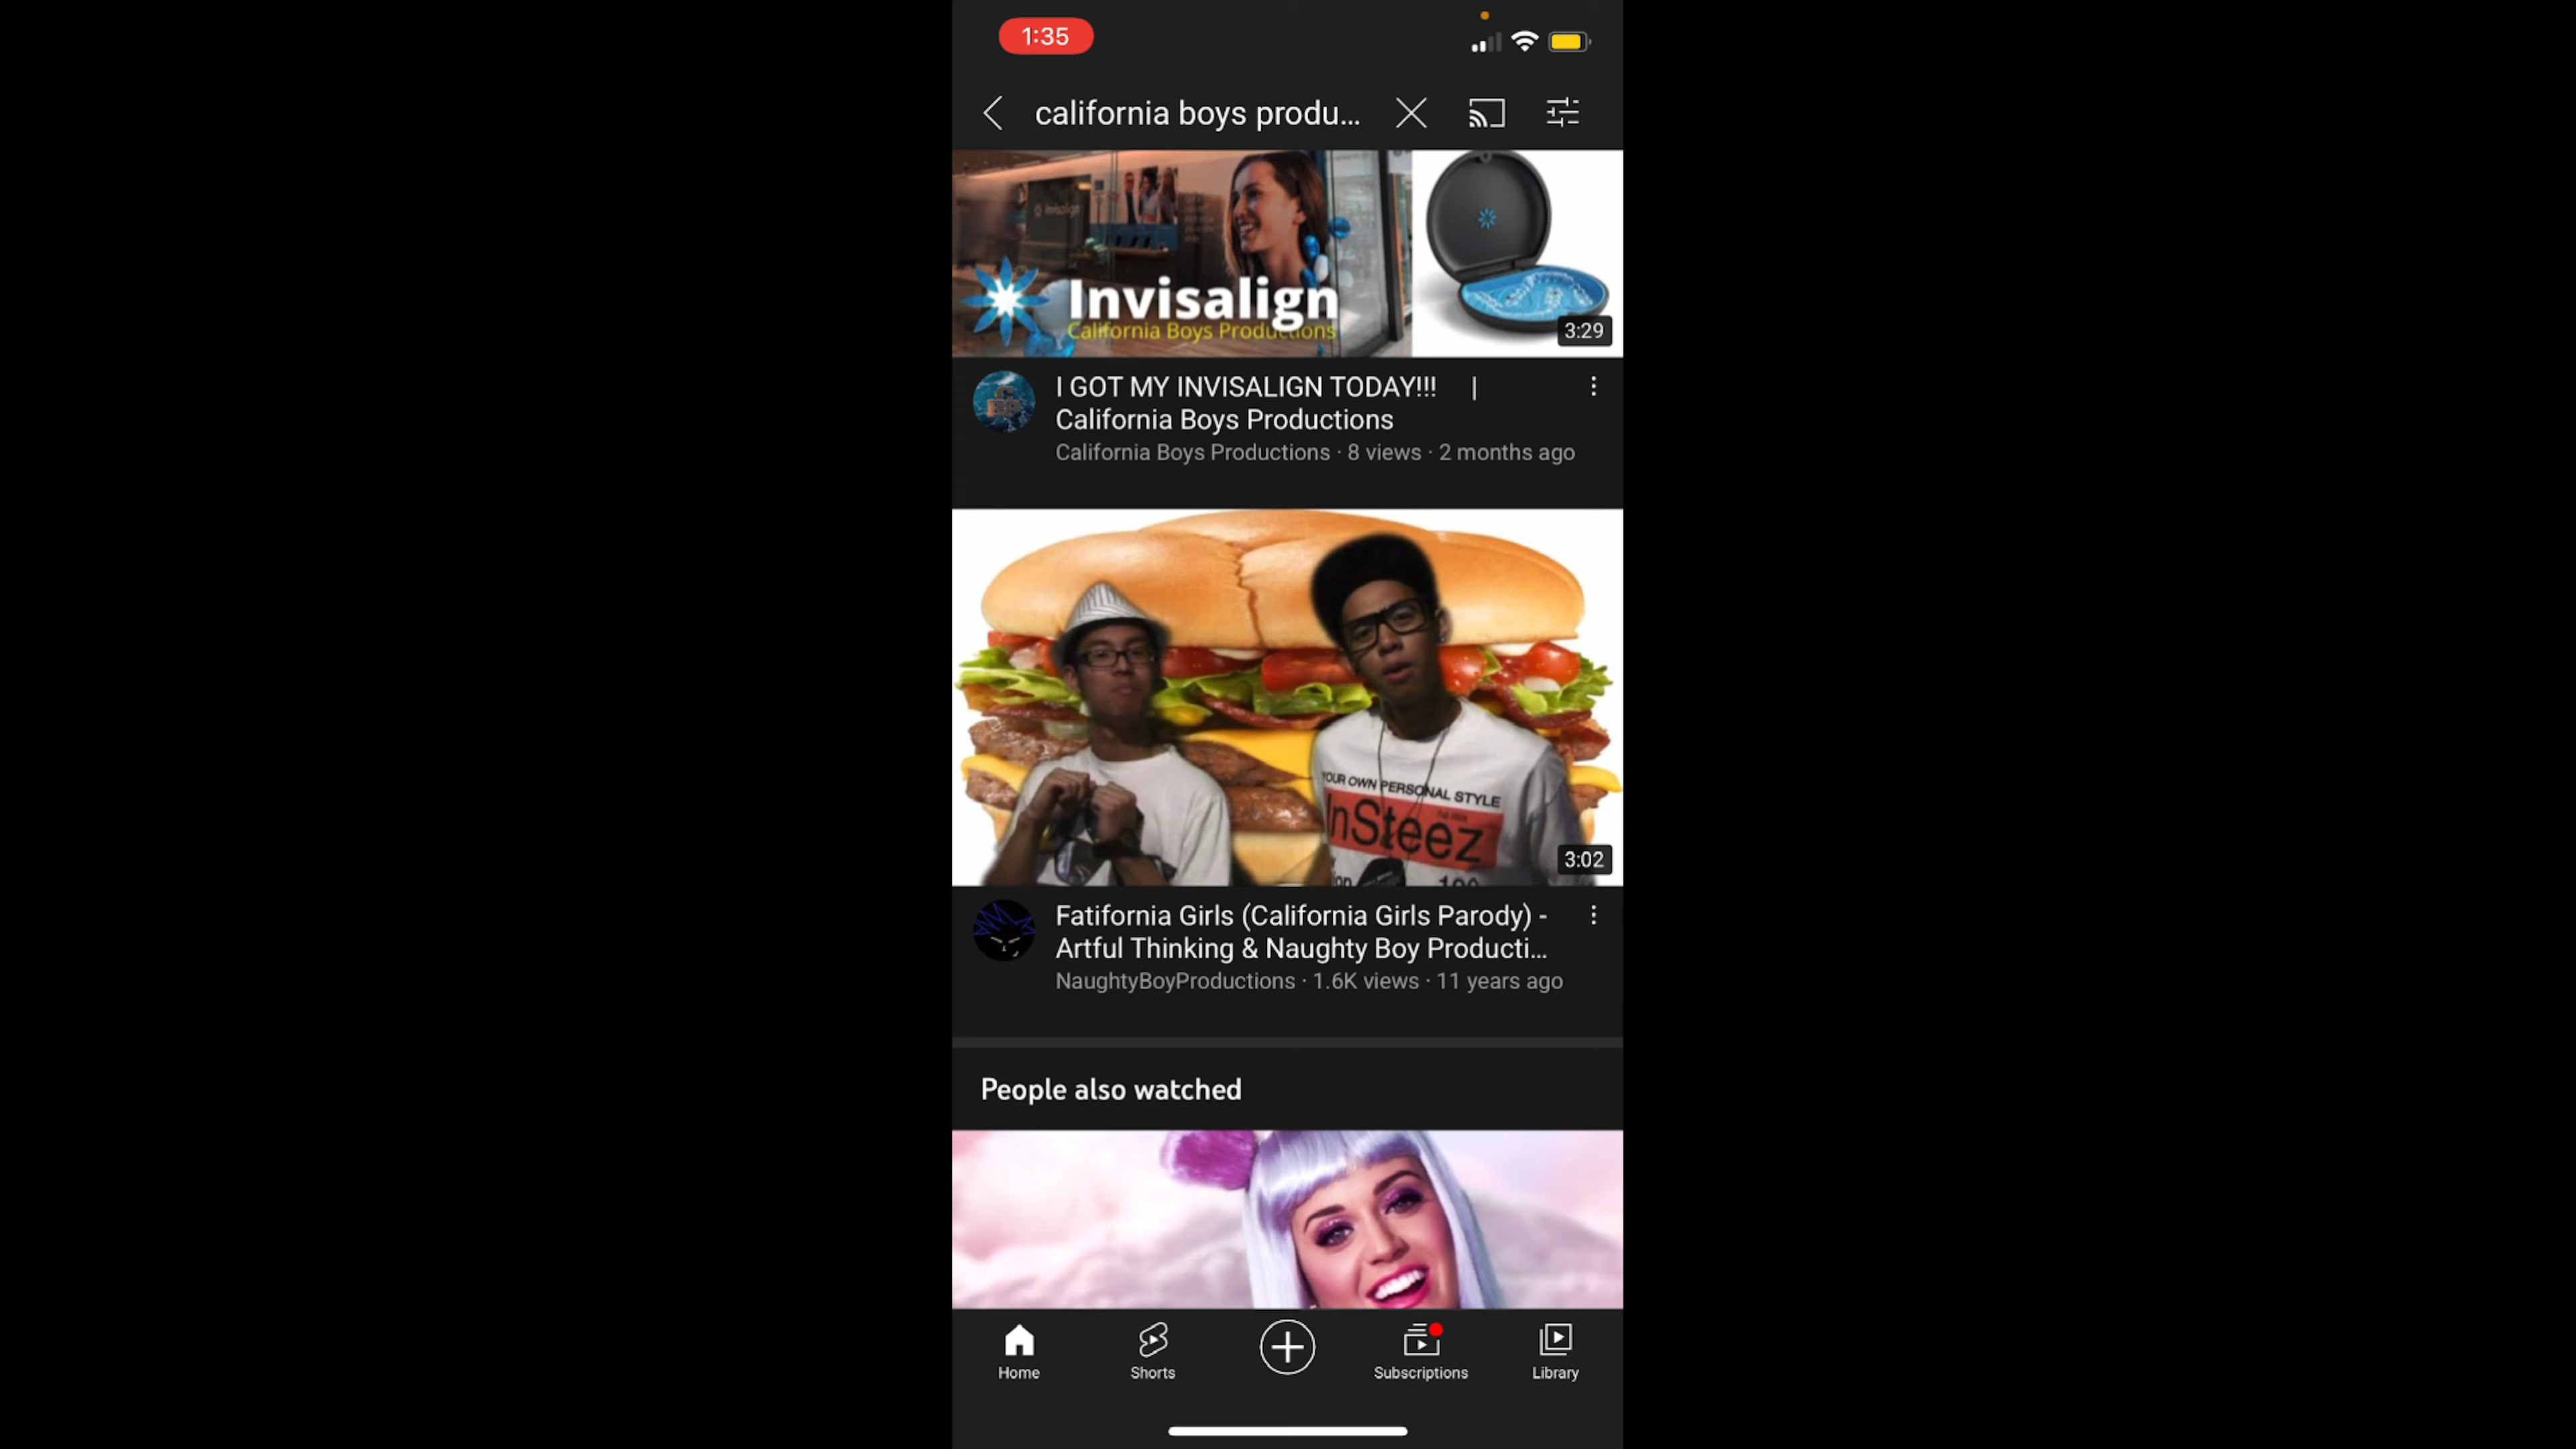 1:35
california boys produ...
Invisalign
Invisalign
California Boys Productions
3:29
I GOT MY INVISALIGN TODAY!!! |
California Boys Productions
California Boys Productions · 8 views · 2 months ago
YOUR OWN PERSONAL STYLE
InSteez
3:02
Fatifornia Girls (California Girls Parody) -
Artful Thinking & Naughty Boy Producti...
NaughtyBoyProductions · 1.6K views · 11 years ago
People also watched
Home
Shorts
Subscriptions
Library